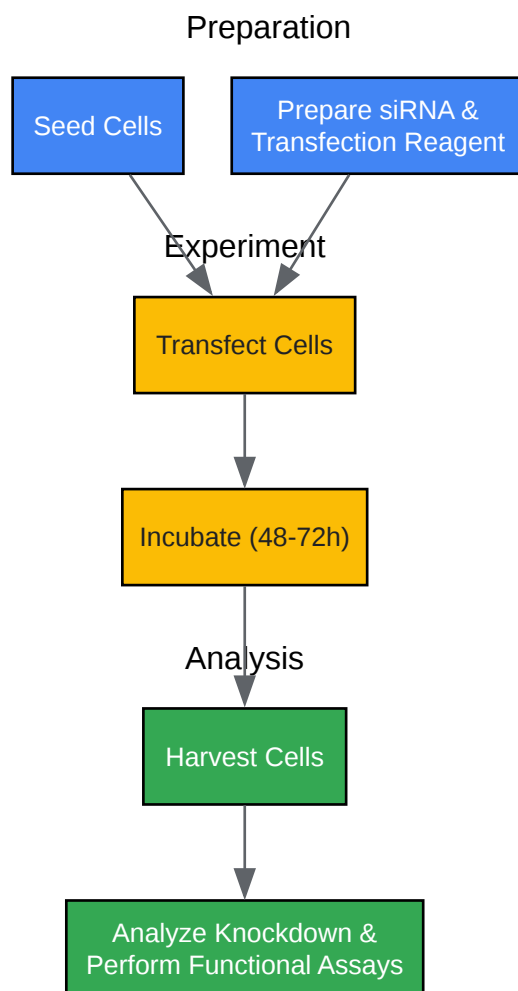 Preparation
Seed Cells
Prepare siRNA &
Transfection Reagent
Experiment
Transfect Cells
Incubate (48-72h)
Analysis
Harvest Cells
Analyze Knockdown &
Perform Functional Assays